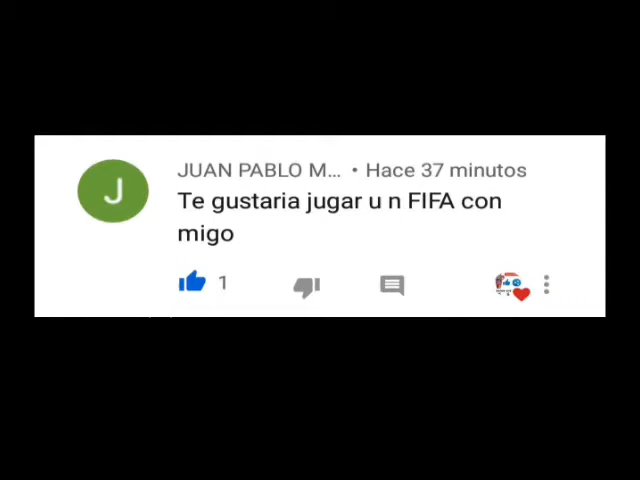 J
JUAN PABLO M... • Hace 37 minutos
Te gustaria jugar u n FIFA con
migo
1